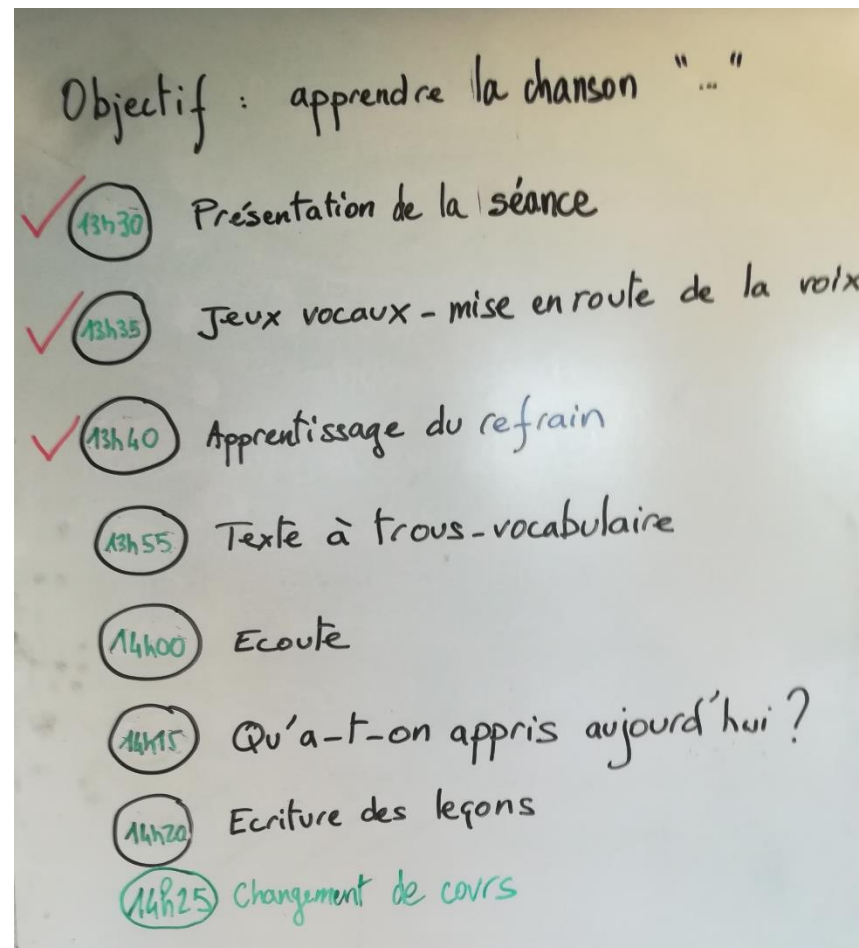 Objectif : apprendre la chanson "..."
13h30 Présentation de la séance
13h35 Jeux vocaux - mise en route de la voix
13h40 Apprentissage du refrain
13h55 Texte à trous - vocabulaire
14h00 Ecoute
14h15 Qu'a-t-on appris aujourd'hui ?
14h20 Ecriture des leçons
14h25 Changement de cours